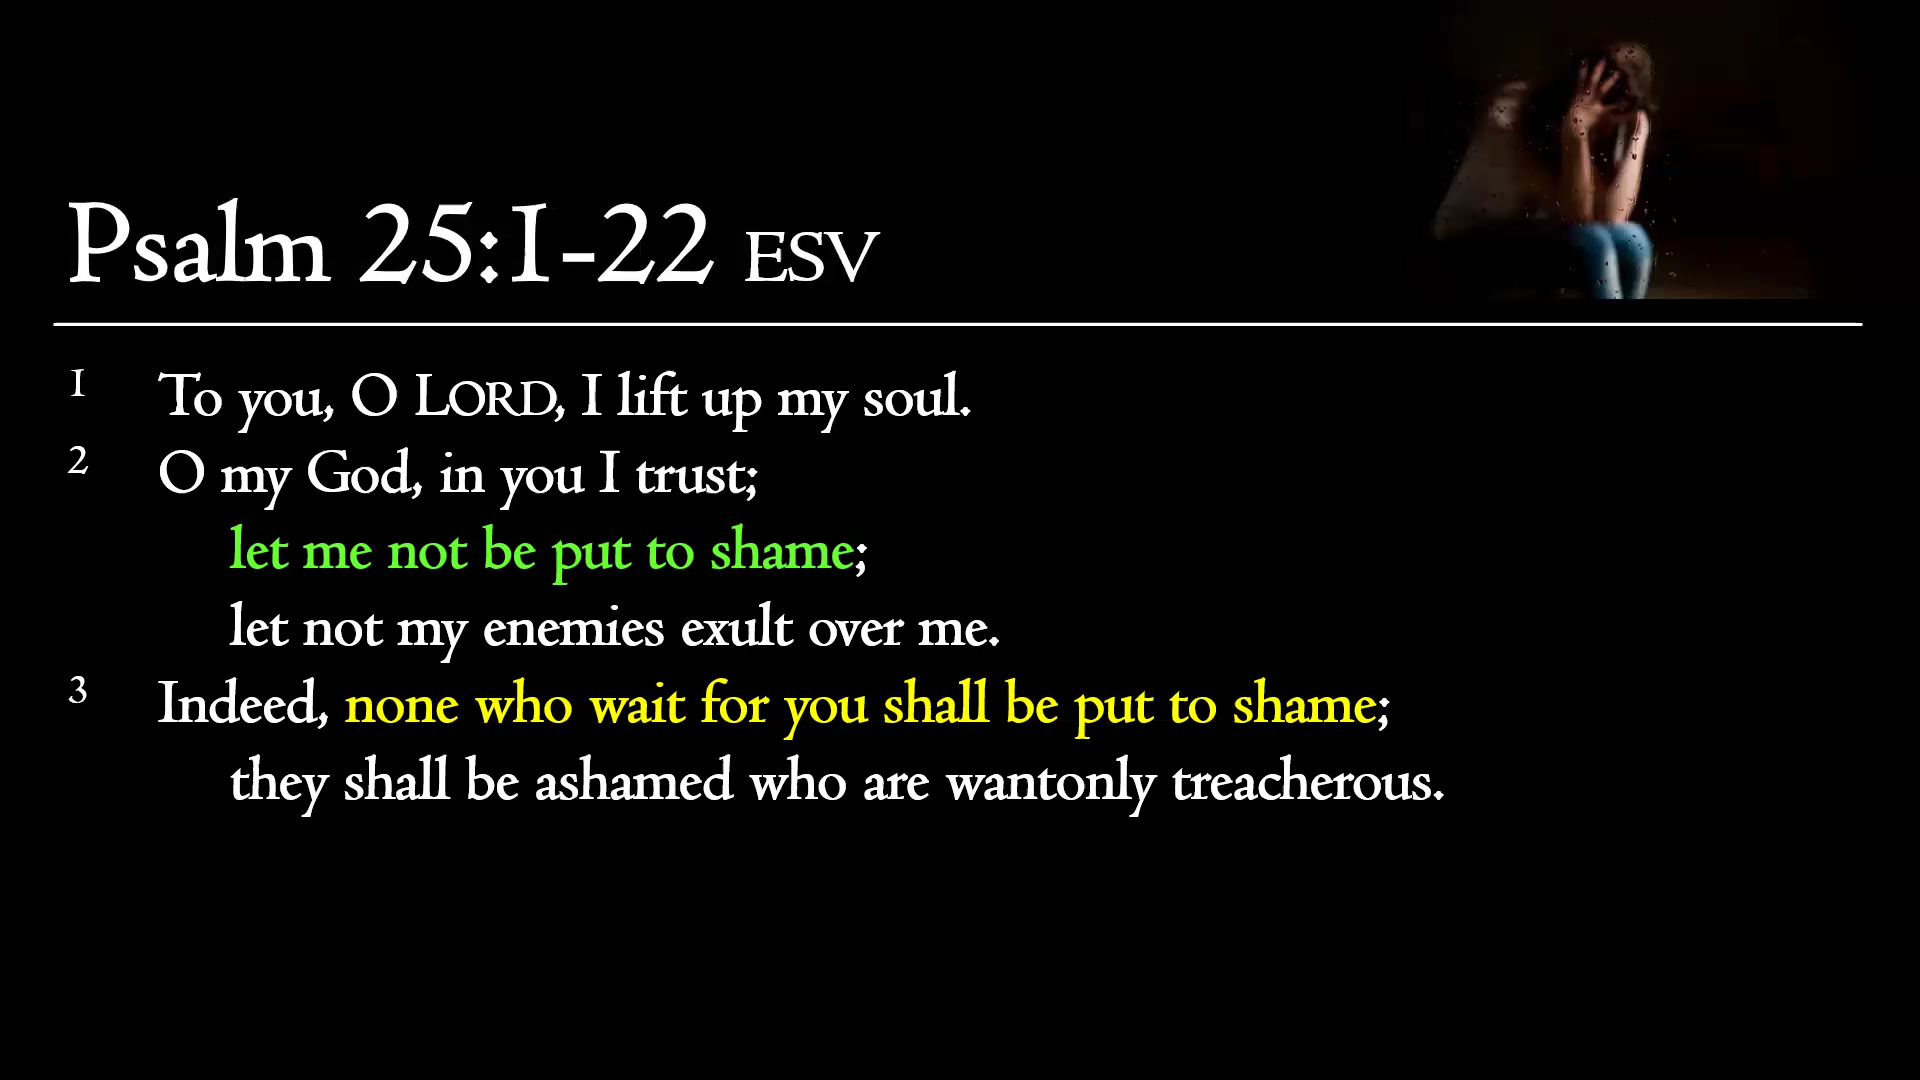 Psalm 25:1-22 ESV
1 To you, O LORD, I lift up my soul.
2 O my God, in you I trust;
let me not be put to shame;
let not my enemies exult over me.
3 Indeed, none who wait for you shall be put to shame;
they shall be ashamed who are wantonly treacherous.